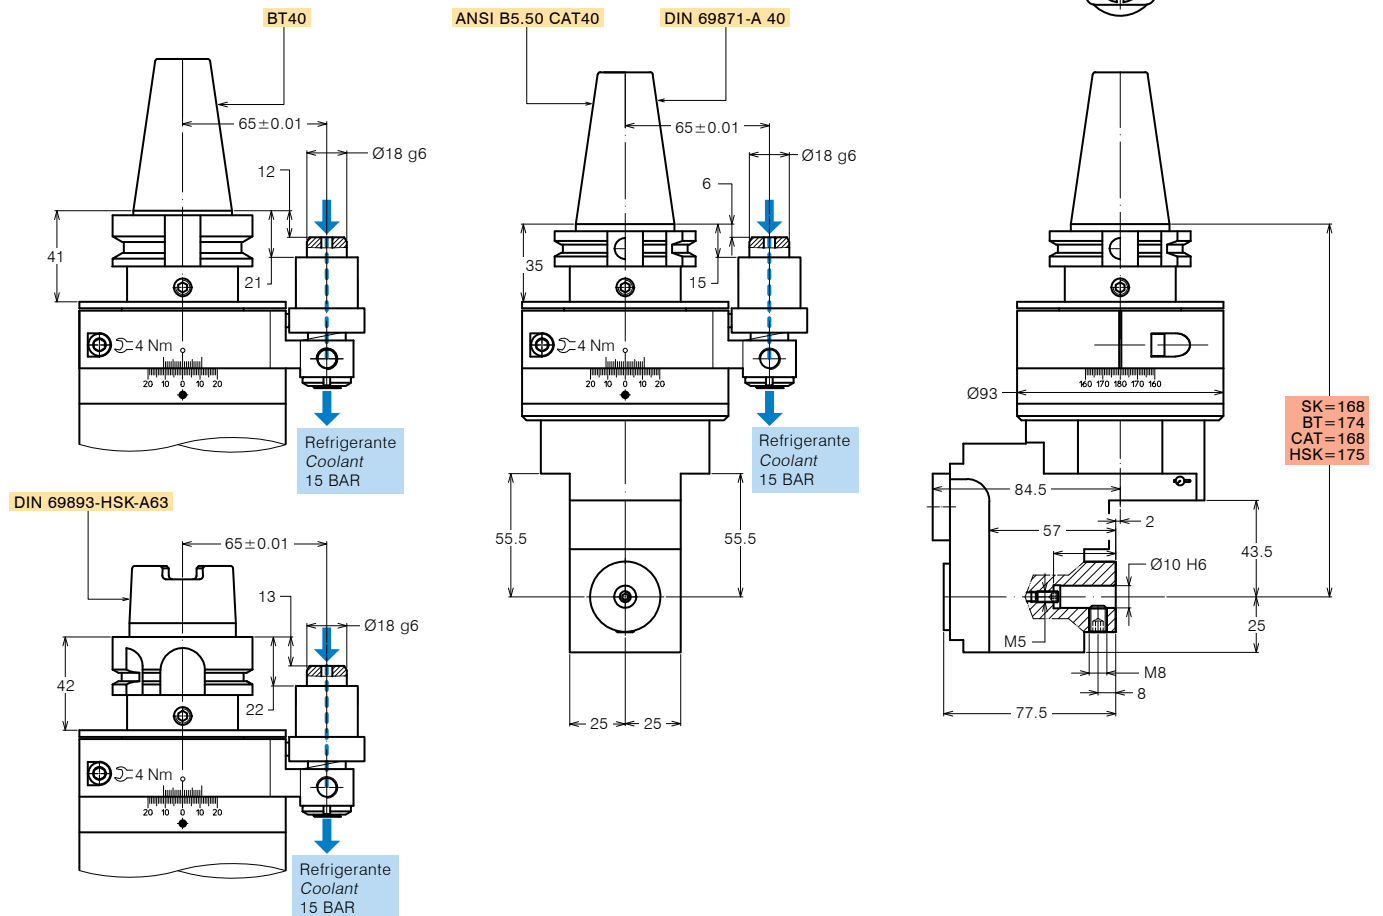 BT40
ANSI B5.50 CAT40
DIN 69871-A 40
65±0.01
Ø18 g6
12
41
21
4 Nm
20 10 0 10 20
Refrigerante
Coolant
15 BAR
65±0.01
Ø18 g6
6
35
15
4 Nm
20 10 0 10 20
Refrigerante
Coolant
15 BAR
55.5
55.5
25
25
160 170 180 170 160
Ø93
SK=168
BT=174
CAT=168
HSK=175
84.5
57
2
43.5
Ø10 H6
25
M5
M8
8
77.5
DIN 69893-HSK-A63
65±0.01
13
Ø18 g6
42
22
4 Nm
20 10 0 10 20
Refrigerante
Coolant
15 BAR